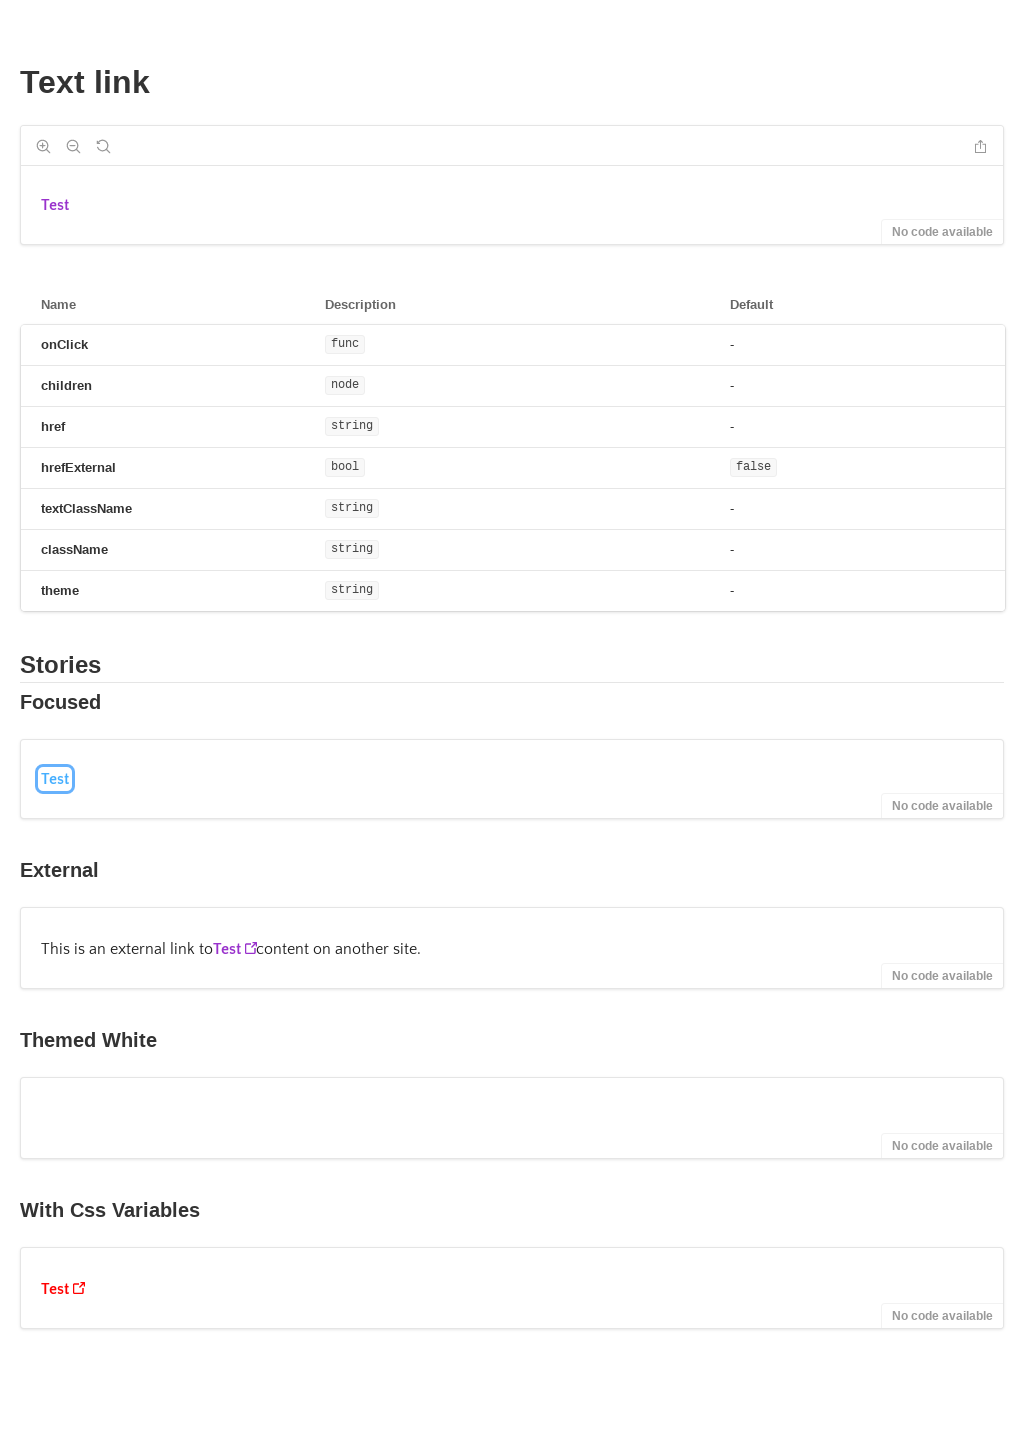 Text link
Test
No code available
Name Description Default
onClick func -
children node -
href string -
hrefExternal bool false
textClassName string -
className string -
theme string -
Stories
Focused
Test
No code available
External
This is an external link toTest content on another site.
No code available
Themed White
No code available
With Css Variables
Test
No code available